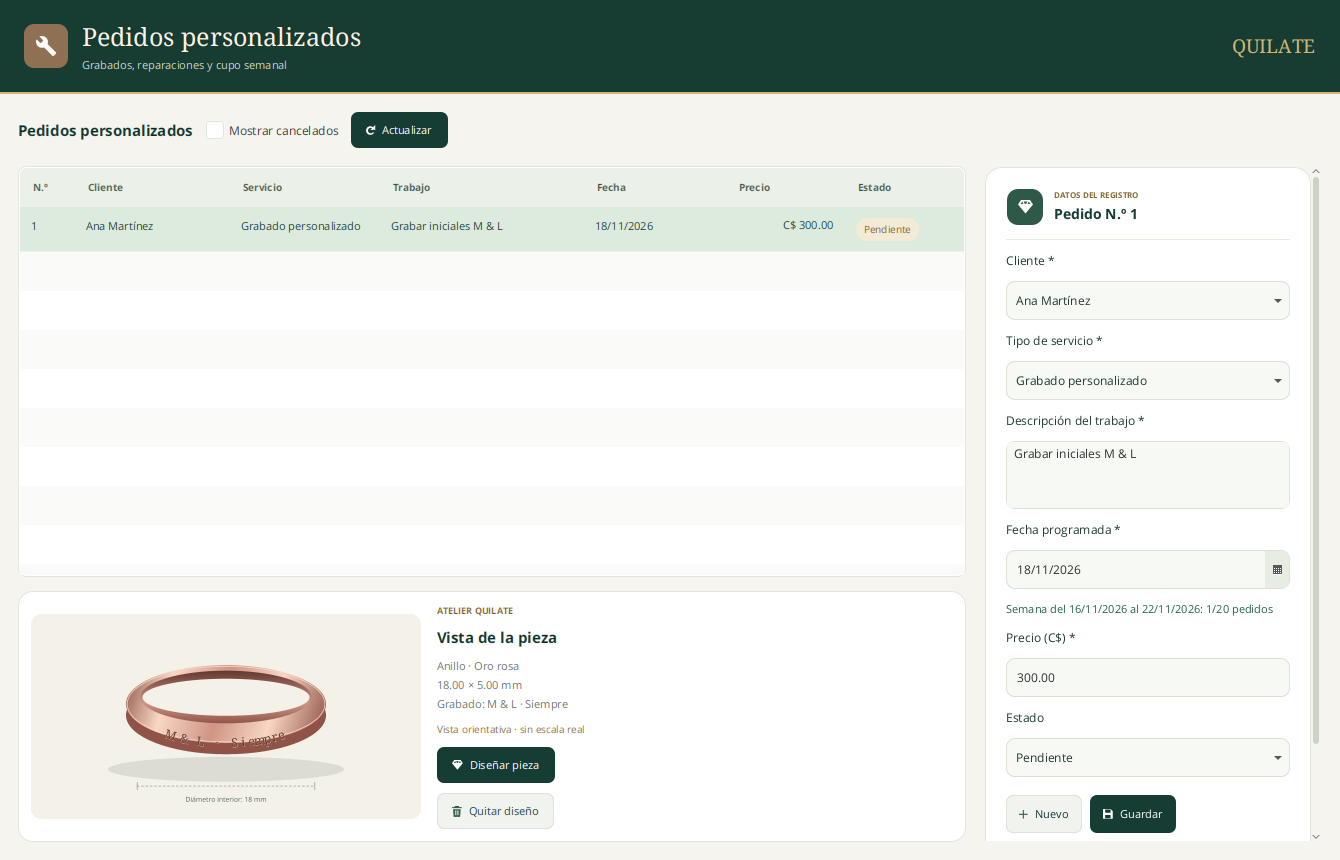 Pedidos personalizados
Grabados, reparaciones y cupo semanal
QUILATE
Pedidos personalizados
Mostrar cancelados
Actualizar
N.º Cliente Servicio Trabajo Fecha Precio Estado
1 Ana Martínez Grabado personalizado Grabar iniciales M & L 18/11/2026 C$ 300.00 Pendiente
M & L · Siempre
Diámetro interior: 18 mm
ATELIER QUILATE
Vista de la pieza
Anillo · Oro rosa
18.00 × 5.00 mm
Grabado: M & L · Siempre
Vista orientativa · sin escala real
Diseñar pieza
Quitar diseño
DATOS DEL REGISTRO
Pedido N.º 1
Cliente *
Ana Martínez
Tipo de servicio *
Grabado personalizado
Descripción del trabajo *
Grabar iniciales M & L
Fecha programada *
18/11/2026
Semana del 16/11/2026 al 22/11/2026: 1/20 pedidos
Precio (C$) *
300.00
Estado
Pendiente
Nuevo
Guardar